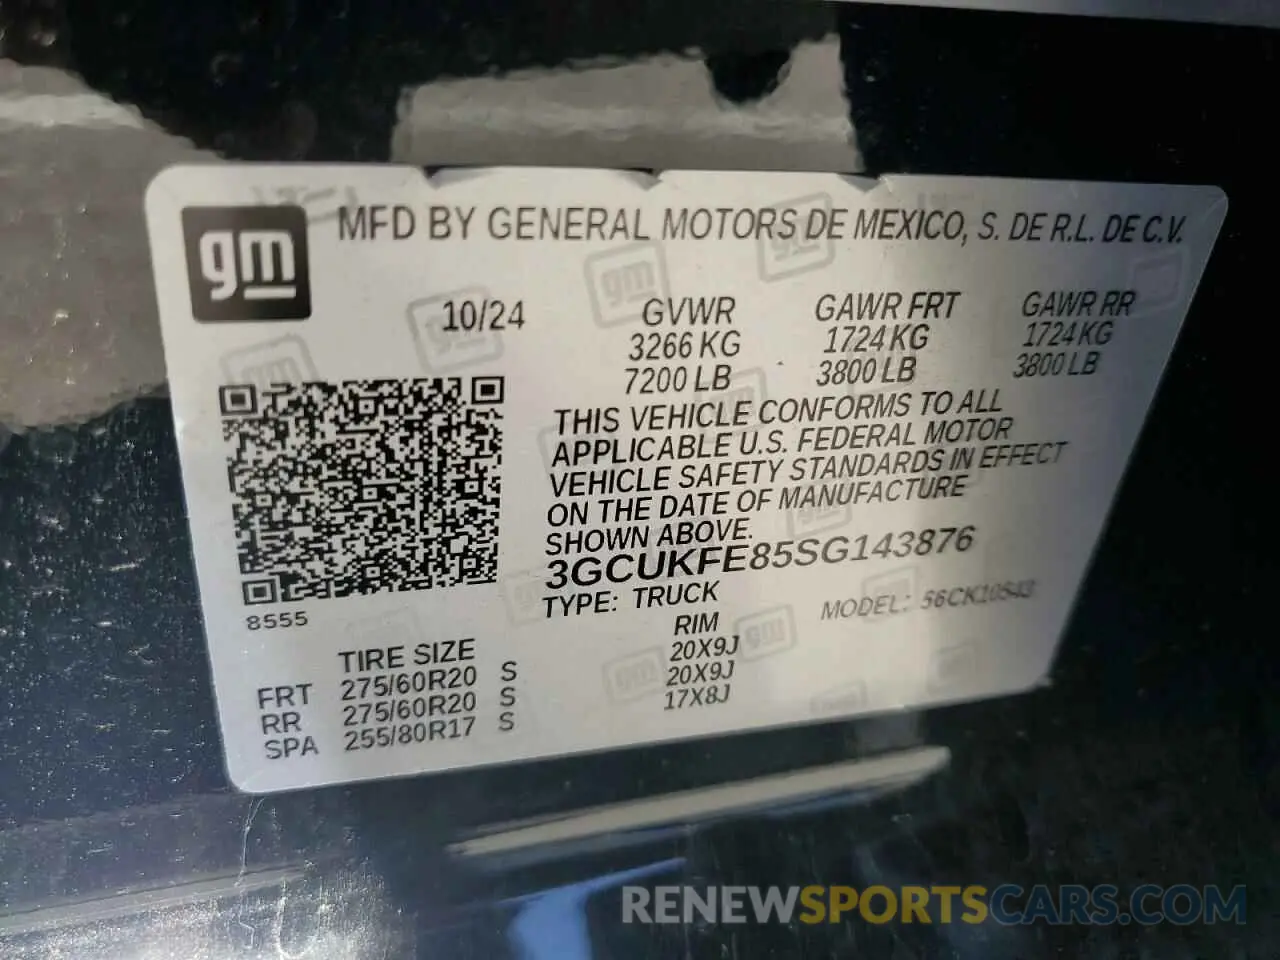 gm
MFD BY GENERAL MOTORS DE MEXICO, S. DE R.L. DE C.V.
10/24
GVWR GAWR FRT GAWR RR
3266 KG 1724 KG 1724 KG
7200 LB 3800 LB 3800 LB
THIS VEHICLE CONFORMS TO ALL
APPLICABLE U.S. FEDERAL MOTOR
VEHICLE SAFETY STANDARDS IN EFFECT
ON THE DATE OF MANUFACTURE
SHOWN ABOVE.
3GCUKFE85SG143876
TYPE: TRUCK MODEL: 56CK10543
8555
TIRE SIZE RIM
FRT 275/60R20 S 20X9J
RR 275/60R20 S 20X9J
SPA 255/80R17 S 17X8J
RENEWSPORTSCARS.COM